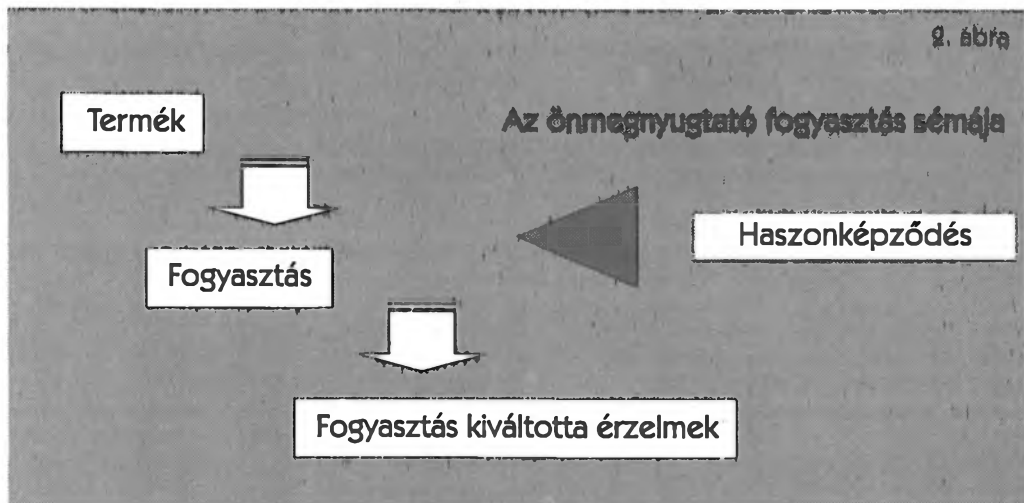 2. ábra
Az önmegnyugtató fogyasztás sémája
Termék
Fogyasztás
Haszonképződés
Fogyasztás kiváltotta érzelmek